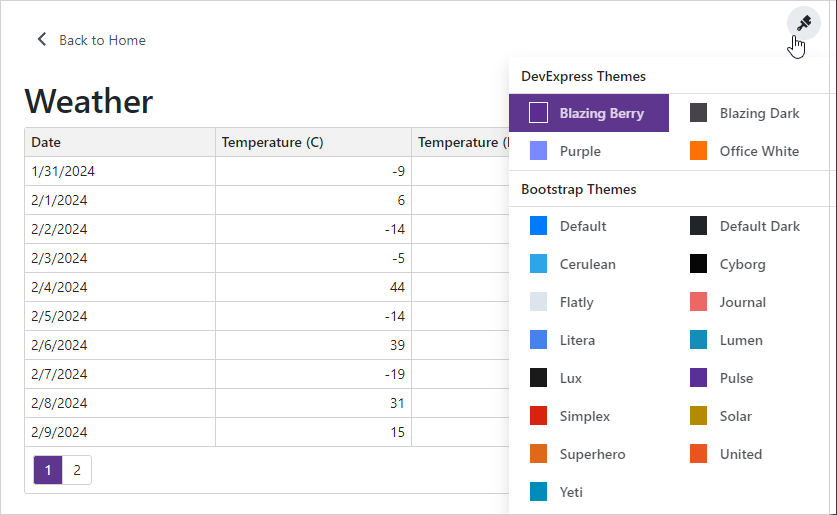 Back to Home
Weather
Date Temperature (C) Temperature (
1/31/2024 -9
2/1/2024 6
2/2/2024 -14
2/3/2024 -5
2/4/2024 44
2/5/2024 -14
2/6/2024 39
2/7/2024 -19
2/8/2024 31
2/9/2024 15
1 2
DevExpress Themes
Blazing Berry Blazing Dark
Purple Office White
Bootstrap Themes
Default Default Dark
Cerulean Cyborg
Flatly Journal
Litera Lumen
Lux Pulse
Simplex Solar
Superhero United
Yeti